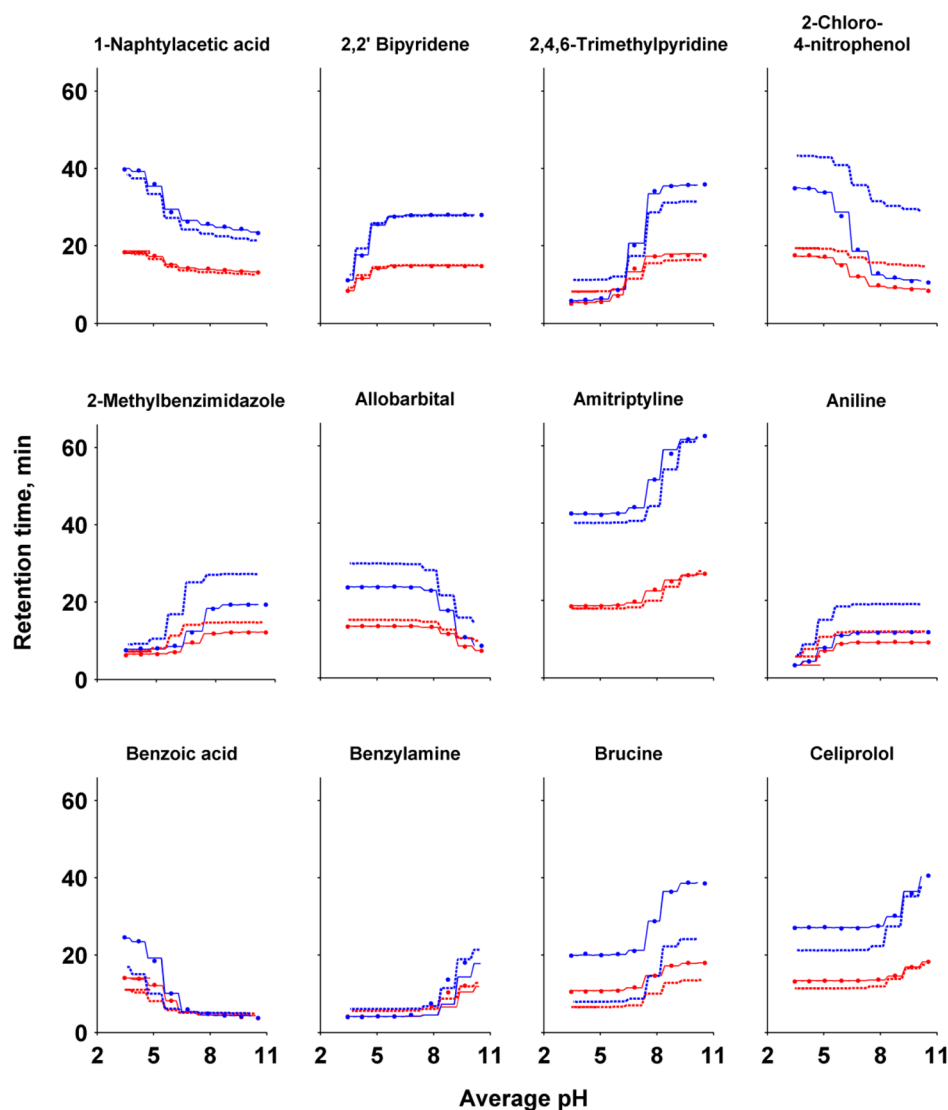 1-Naphtylacetic acid
2,2' Bipyridene
2,4,6-Trimethylpyridine
2-Chloro-
4-nitrophenol
60
40
20
0
2-Methylbenzimidazole
Allobarbital
Amitriptyline
Aniline
Retention time, min
60
40
20
0
Benzoic acid
Benzylamine
Brucine
Celiprolol
60
40
20
0
2 5 8 11 2 5 8 11 2 5 8 11 2 5 8 11
Average pH